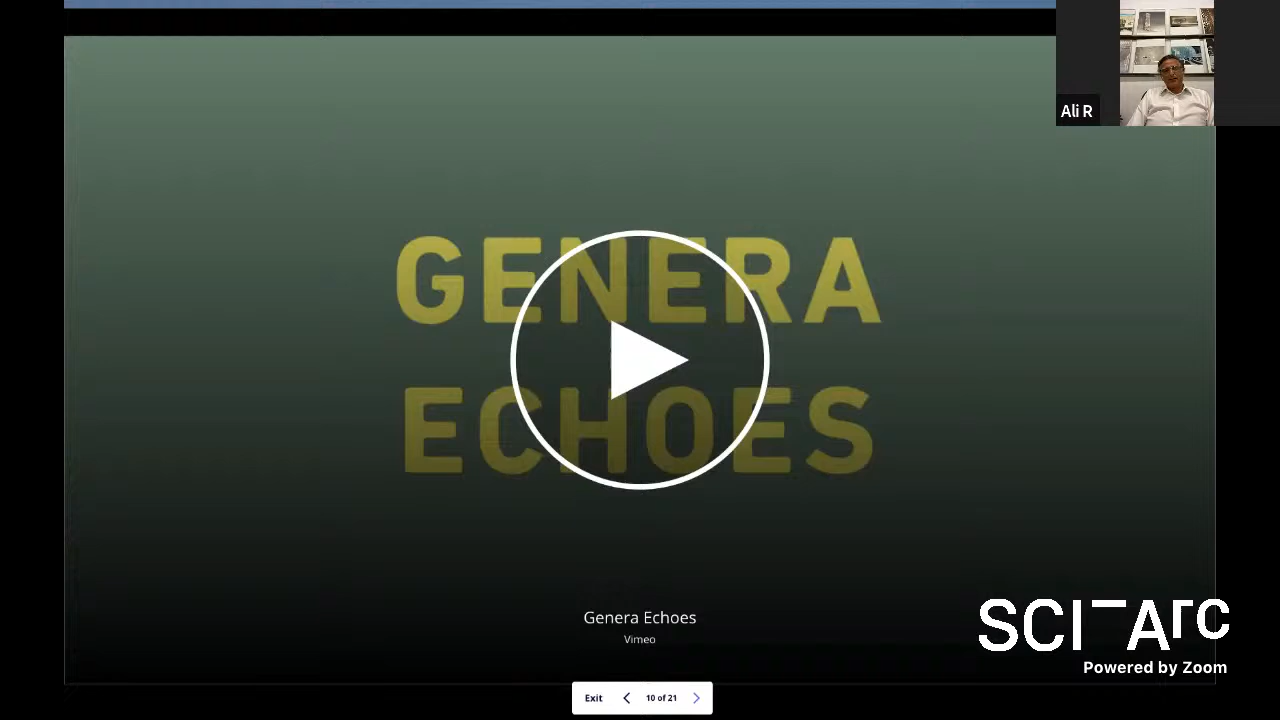 Ali R
GENERA
ECHOES
Genera Echoes
Vimeo
SCI-Arc
Powered by Zoom
Exit
10 of 21